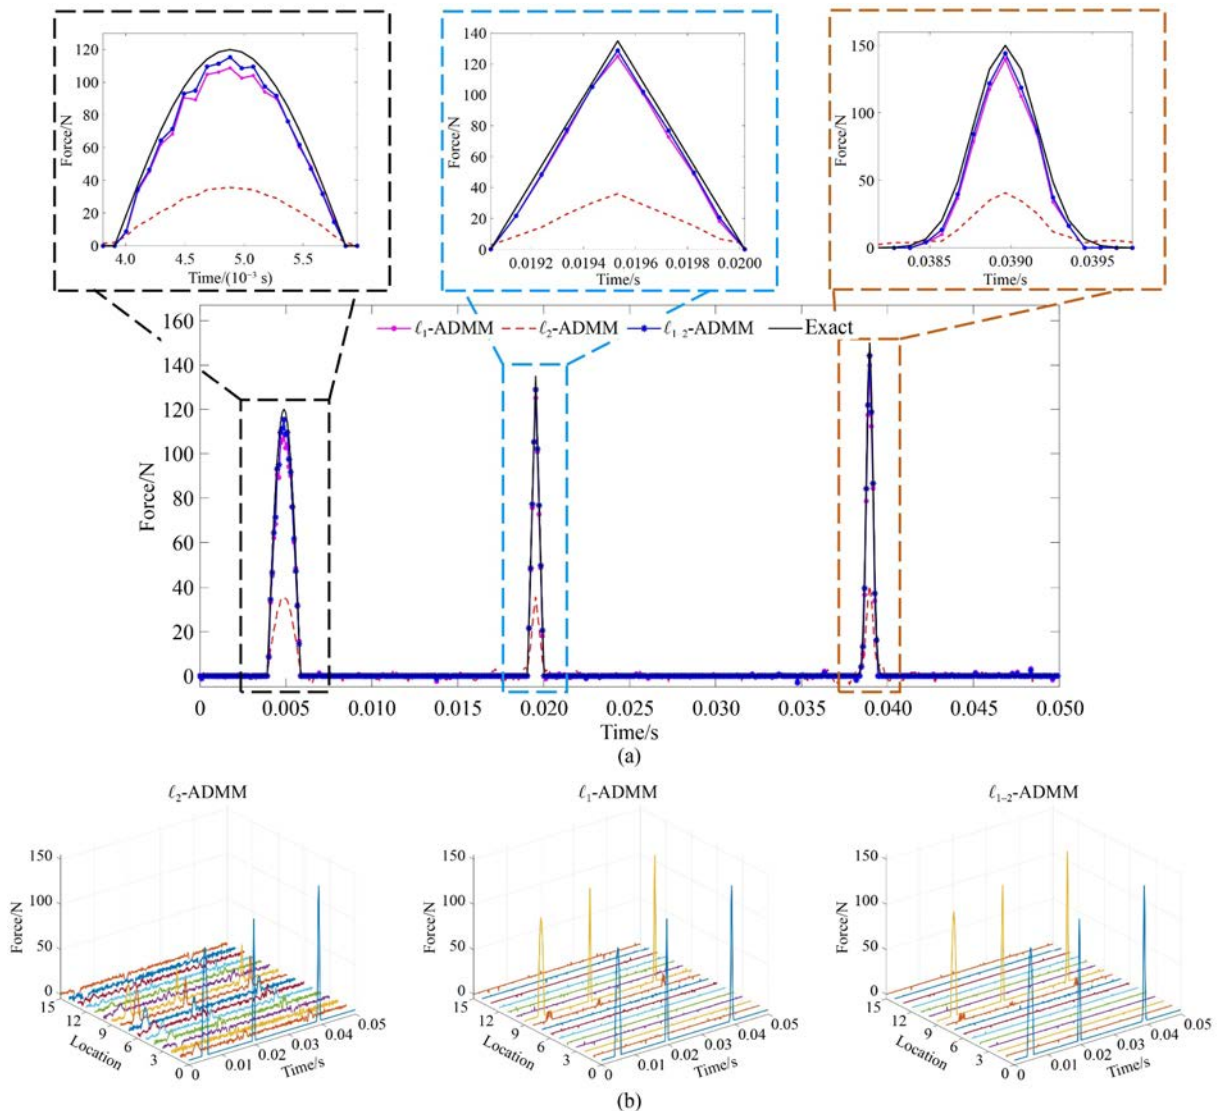 120
100
80
60
40
20
0
Force/N
4.0 4.5 5.0 5.5
Time/(10⁻³ s)
140
120
100
80
60
40
20
0
Force/N
0.0192 0.0194 0.0196 0.0198 0.0200
Time/s
150
100
50
0
Force/N
0.0385 0.0390 0.0395
Time/s
160
140
120
100
80
60
40
20
0
Force/N
ℓ₁-ADMM ℓ₂-ADMM ℓ₁ ₂-ADMM Exact
0 0.005 0.010 0.015 0.020 0.025 0.030 0.035 0.040 0.045 0.050
Time/s
(a)
ℓ₂-ADMM
150
100
50
0
Force/N
15 12 9 6 3 0
Location
0 0.01 0.02 0.03 0.04 0.05
Time/s
ℓ₁-ADMM
150
100
50
0
Force/N
15 12 9 6 3 0
Location
0 0.01 0.02 0.03 0.04 0.05
Time/s
ℓ₁₋₂-ADMM
150
100
50
0
Force/N
15 12 9 6 3 0
Location
0 0.01 0.02 0.03 0.04 0.05
Time/s
(b)